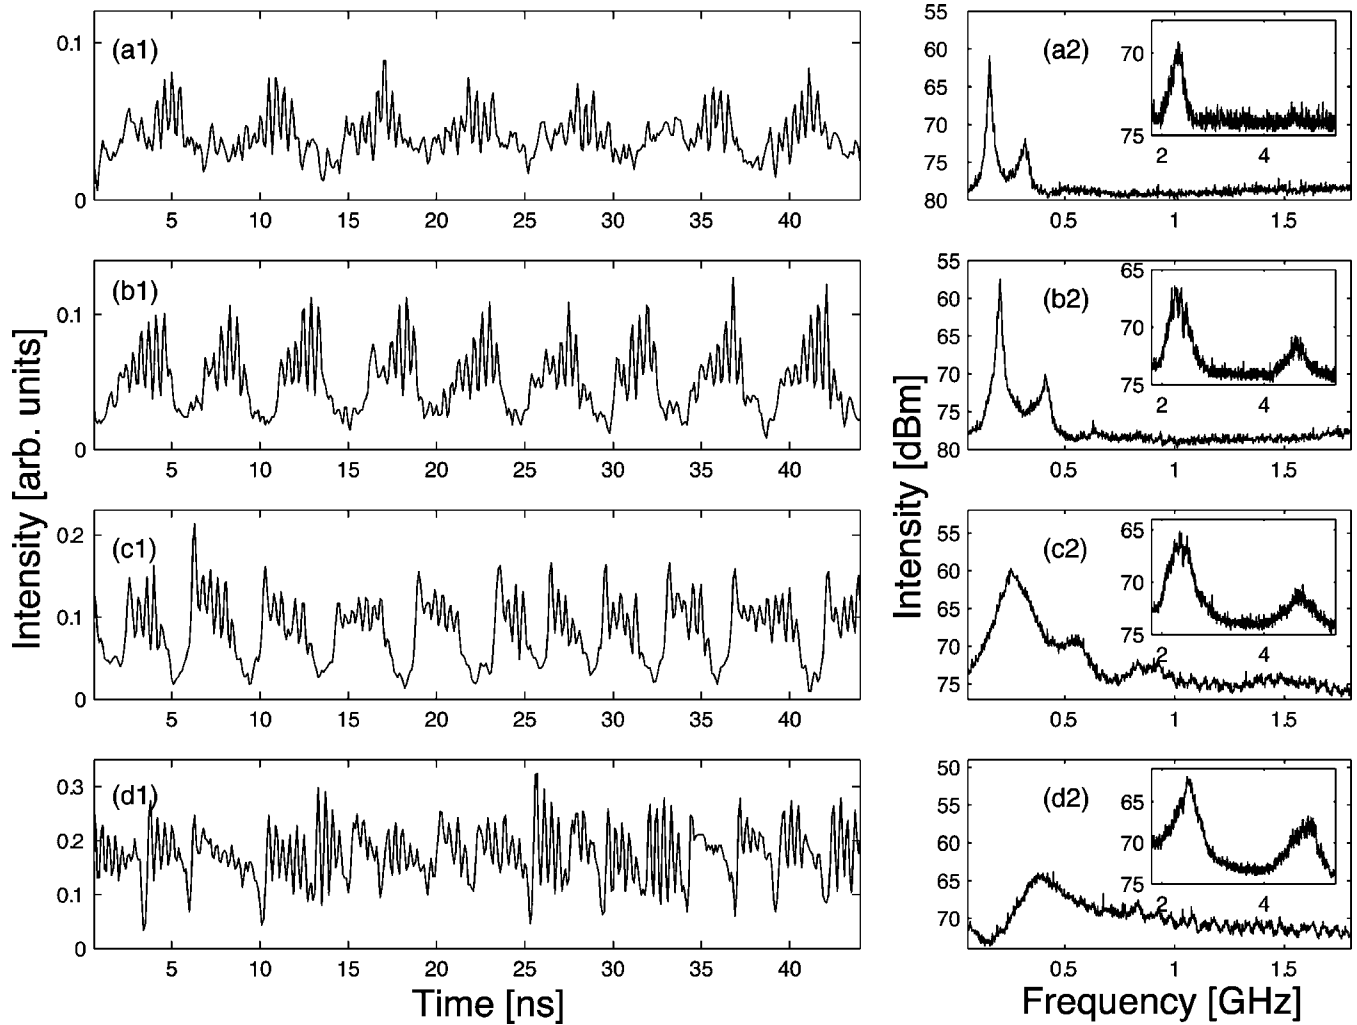 (a1)
0.1
0
5 10 15 20 25 30 35 40
(a2)
55
60
65
70
75
80
0.5 1 1.5
70
75
2 4
(b1)
0.1
0
5 10 15 20 25 30 35 40
(b2)
55
60
65
70
75
80
0.5 1 1.5
65
70
75
2 4
(c1)
0.2
0.1
0
5 10 15 20 25 30 35 40
(c2)
55
60
65
70
75
0.5 1 1.5
65
70
75
2 4
(d1)
0.3
0.2
0.1
0
5 10 15 20 25 30 35 40
(d2)
50
55
60
65
70
0.5 1 1.5
65
70
75
2 4
Intensity [arb. units]
Time [ns]
Intensity [dBm]
Frequency [GHz]